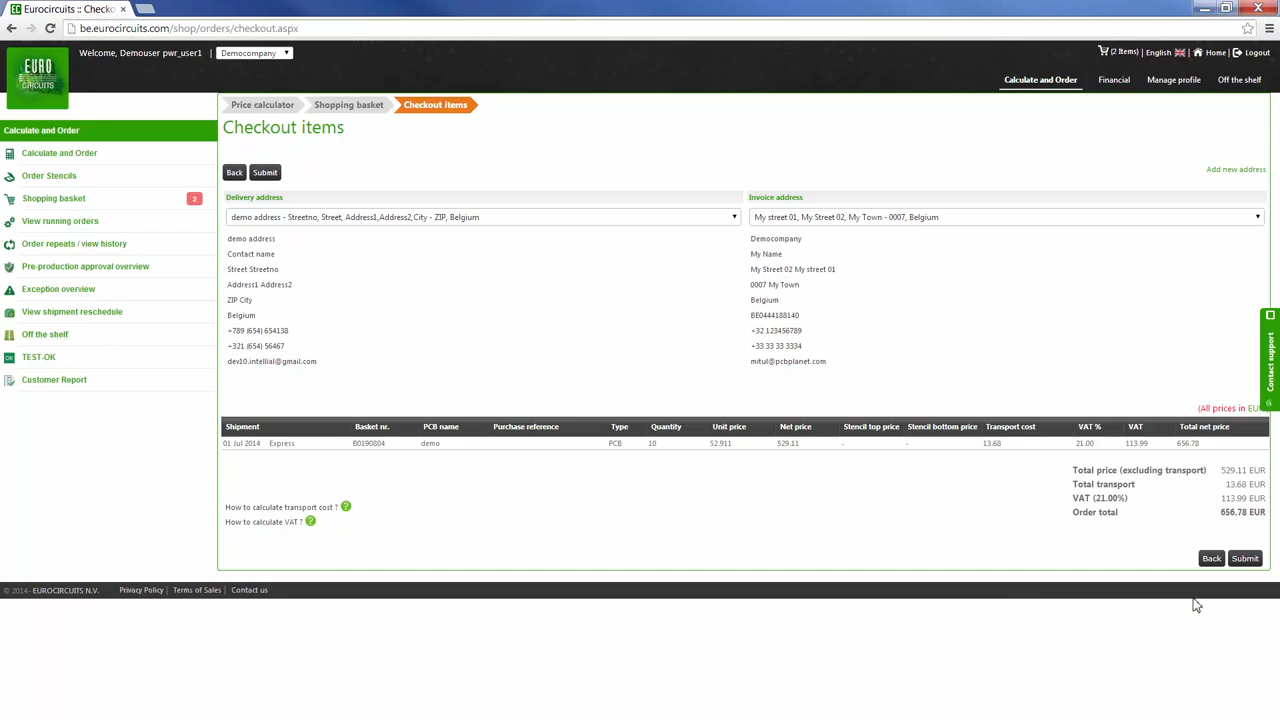 Eurocircuits :: Checko
be.eurocircuits.com/shop/orders/checkout.aspx
EURO
CIRCUITS
Welcome, Demouser pwr_user1 | Democompany
(2 Items) | English | Home | Logout
Calculate and Order Financial Manage profile Off the shelf
Calculate and Order
Calculate and Order
Order Stencils
Shopping basket 2
View running orders
Order repeats / view history
Pre-production approval overview
Exception overview
View shipment reschedule
Off the shelf
OK TEST-OK
Customer Report
Price calculator Shopping basket Checkout items
Checkout items
Back Submit
Add new address
Delivery address
demo address - Streetno, Street, Address1,Address2,City - ZIP, Belgium
demo address
Contact name
Street Streetno
Address1 Address2
ZIP City
Belgium
+789 (654) 654138
+321 (654) 56467
dev10.intellial@gmail.com
Invoice address
My street 01, My Street 02, My Town - 0007, Belgium
Democompany
My Name
My Street 02 My street 01
0007 My Town
Belgium
BE0444188140
+32 123456789
+33 33 33 3334
mitul@pcbplanet.com
Contact support
(All prices in EUR
Shipment Basket nr. PCB name Purchase reference Type Quantity Unit price Net price Stencil top price Stencil bottom price Transport cost VAT % VAT Total net price
01 Jul 2014 Express B0190804 demo PCB 10 52.911 529.11 - - 13.68 21.00 113.99 656.78
Total price (excluding transport) 529.11 EUR
Total transport 13.68 EUR
VAT (21.00%) 113.99 EUR
Order total 656.78 EUR
How to calculate transport cost ? ?
How to calculate VAT ? ?
Back Submit
© 2014 - EUROCIRCUITS N.V. Privacy Policy | Terms of Sales | Contact us